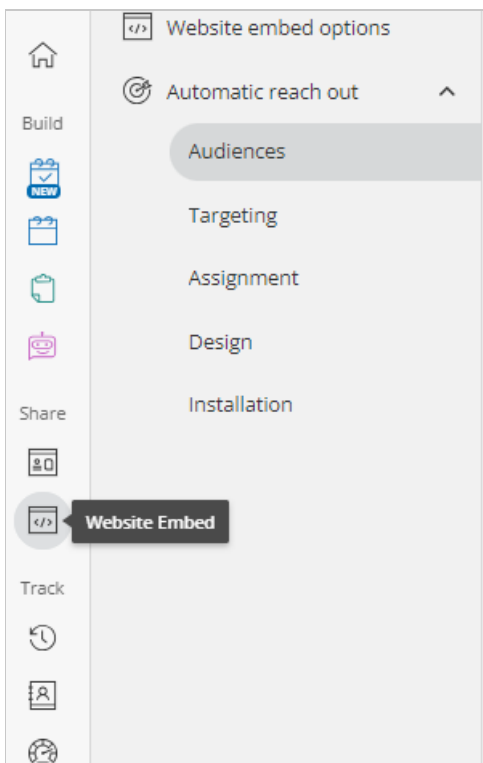 Website embed options
Automatic reach out
Build
Audiences
NEW
Targeting
Assignment
Design
Installation
Share
Website Embed
Track